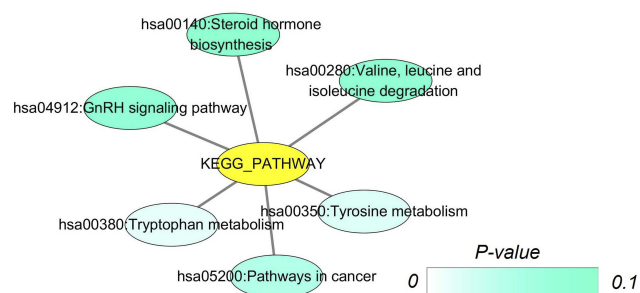 hsa00140:Steroid hormone
biosynthesis
hsa00280:Valine, leucine and
isoleucine degradation
hsa04912:GnRH signaling pathway
KEGG_PATHWAY
hsa00350:Tyrosine metabolism
hsa00380:Tryptophan metabolism
hsa05200:Pathways in cancer
P-value
0 0.1